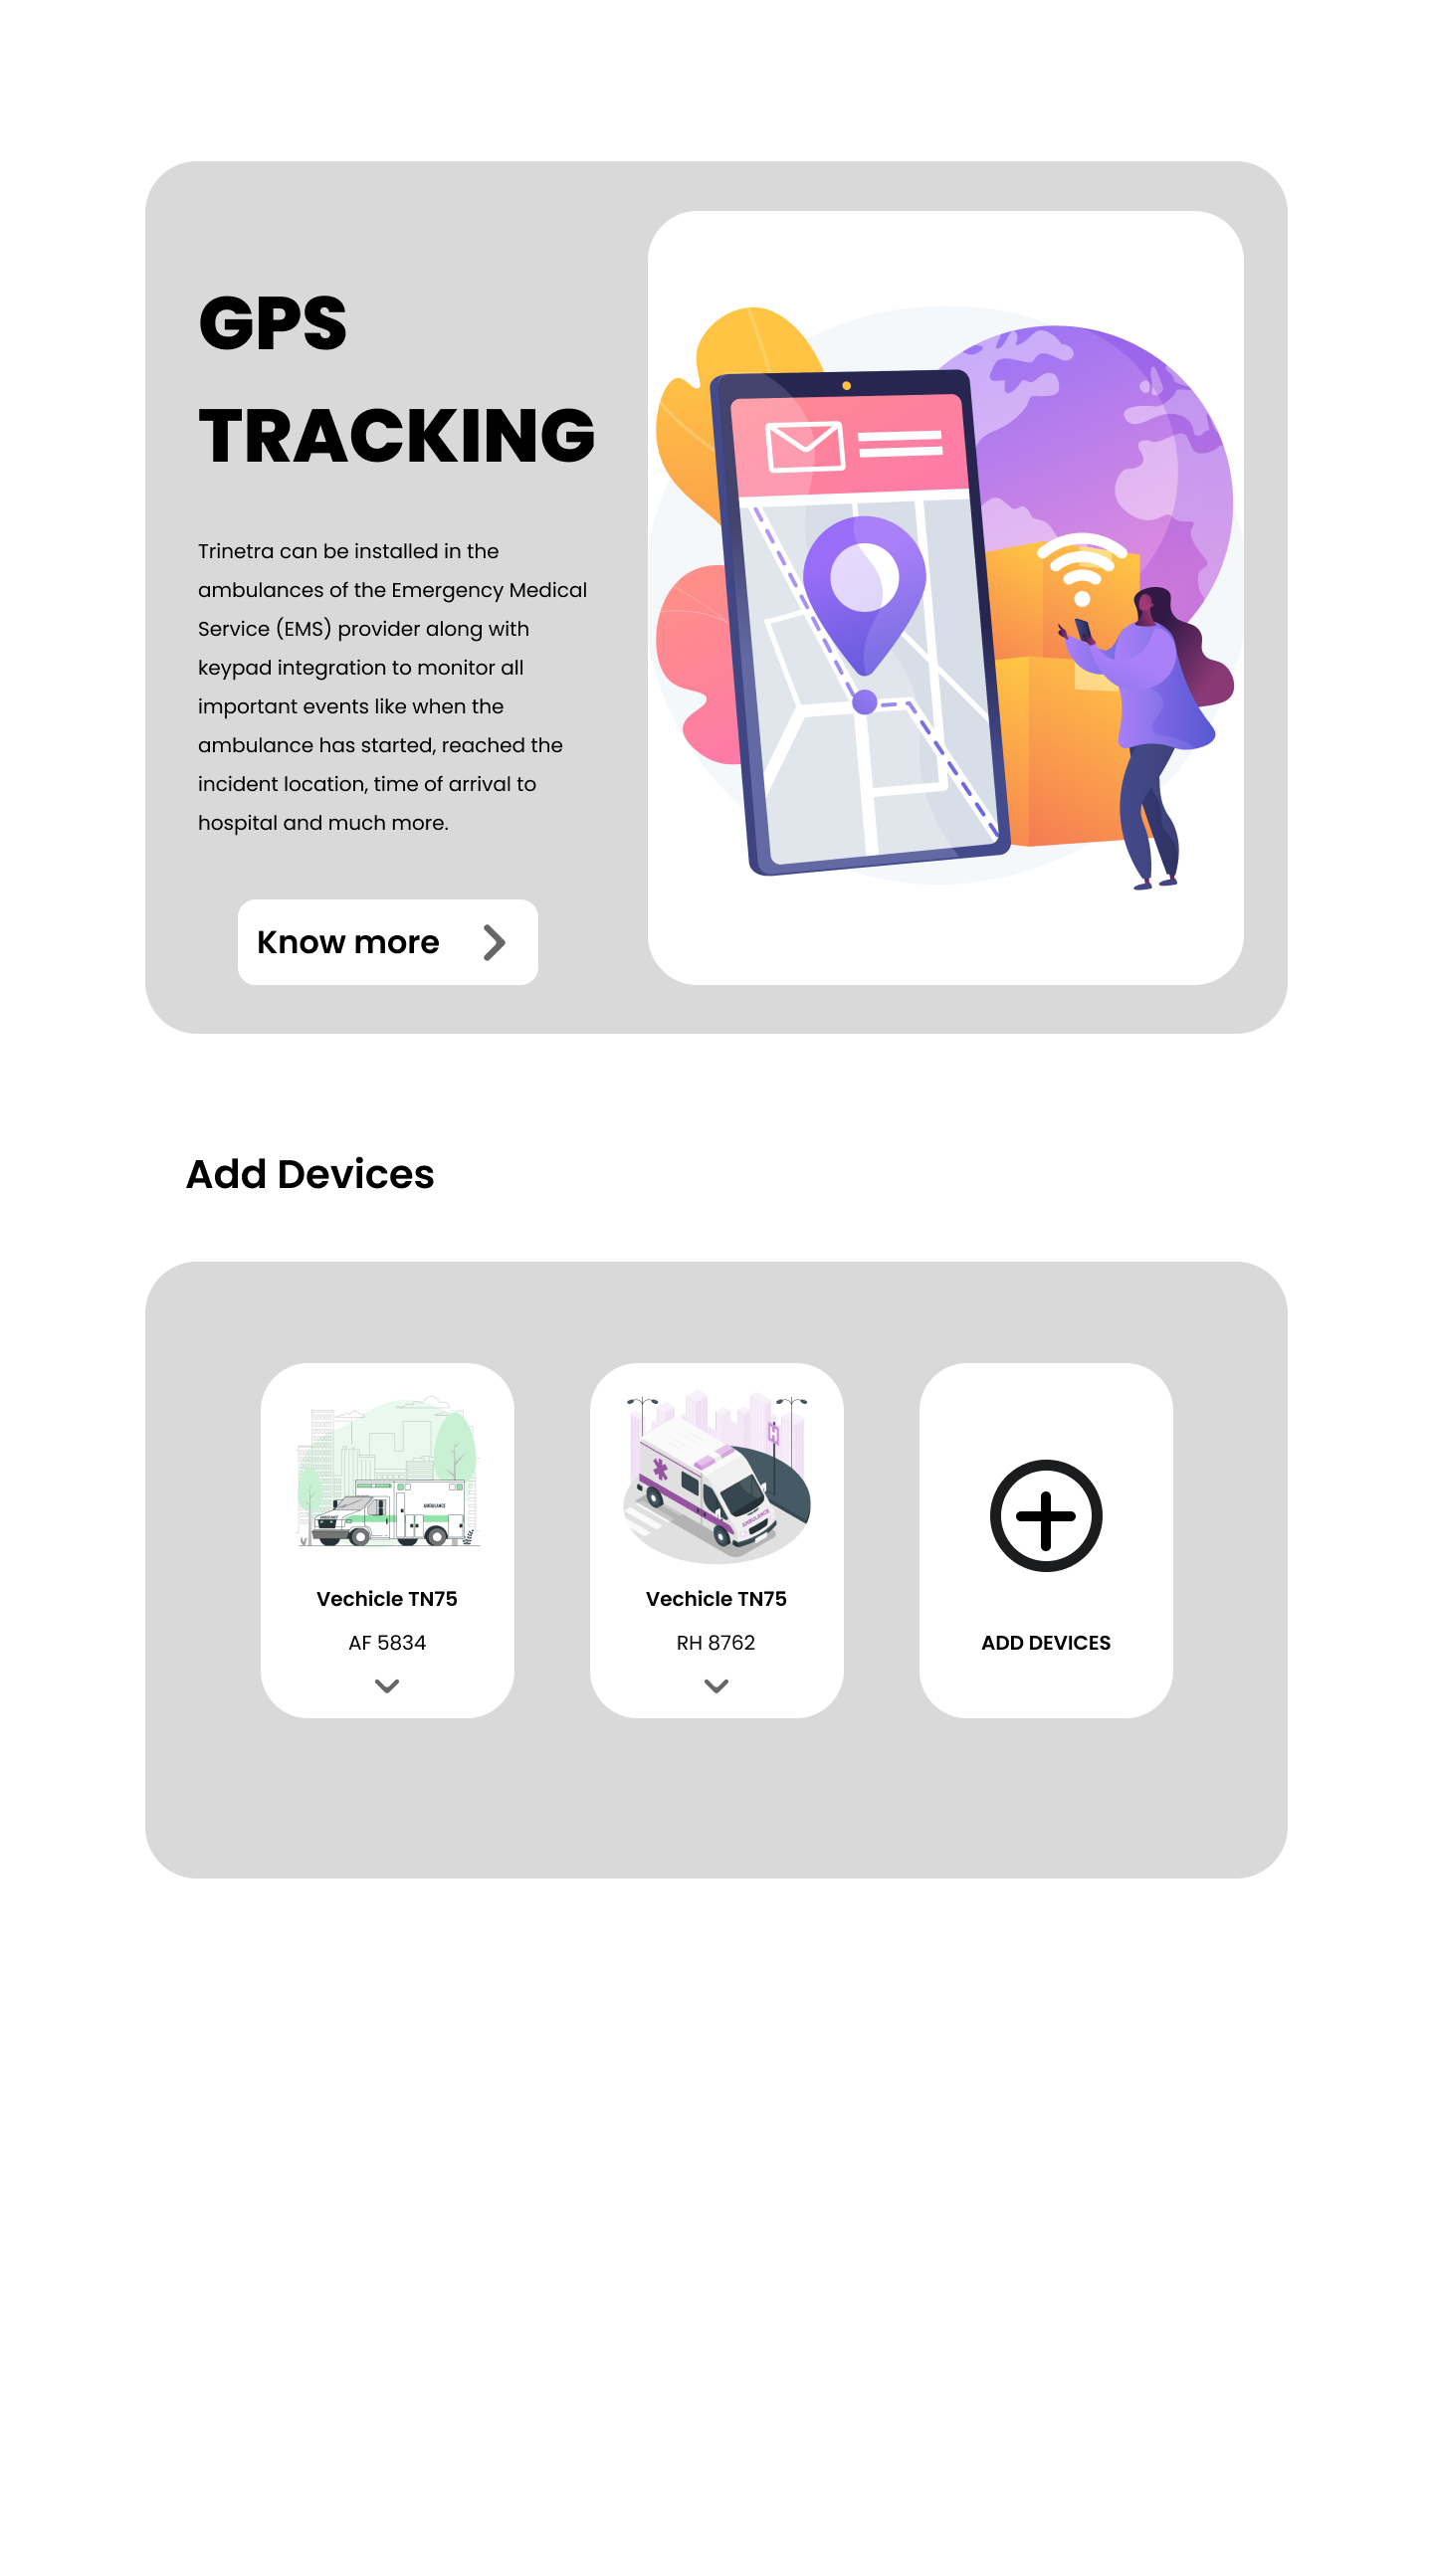 GPS
TRACKING
Trinetra can be installed in the
ambulances of the Emergency Medical
Service (EMS) provider along with
keypad integration to monitor all
important events like when the
ambulance has started, reached the
incident location, time of arrival to
hospital and much more.
Know more
Add Devices
AMBULANCE
H
AMBULANCE
Vechicle TN75
AF 5834
Vechicle TN75
RH 8762
ADD DEVICES